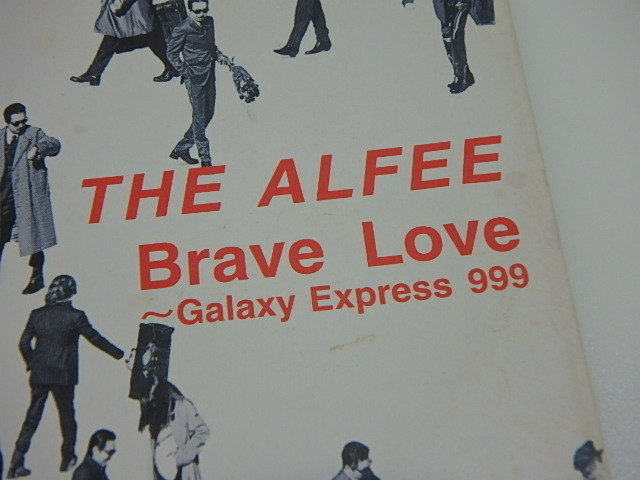 THE ALFEE
Brave Love
~Galaxy Express 999